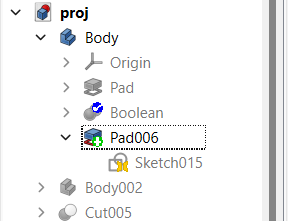 proj
Body
Origin
Pad
Boolean
Pad006
Sketch015
Body002
Cut005